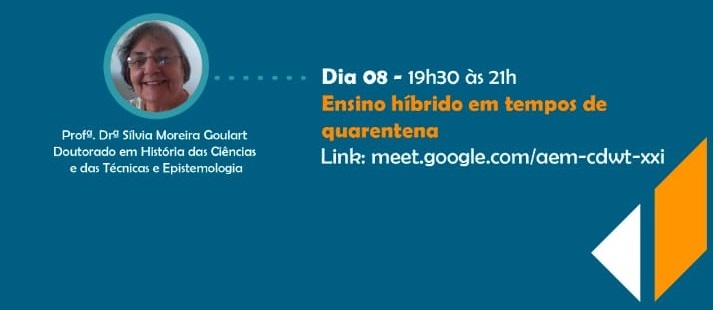 Profª. Drª Sílvia Moreira Goulart
Doutorado em História das Ciências
e das Técnicas e Epistemologia
Dia 08 - 19h30 às 21h
Ensino híbrido em tempos de
quarentena
Link: meet.google.com/aem-cdwt-xxi